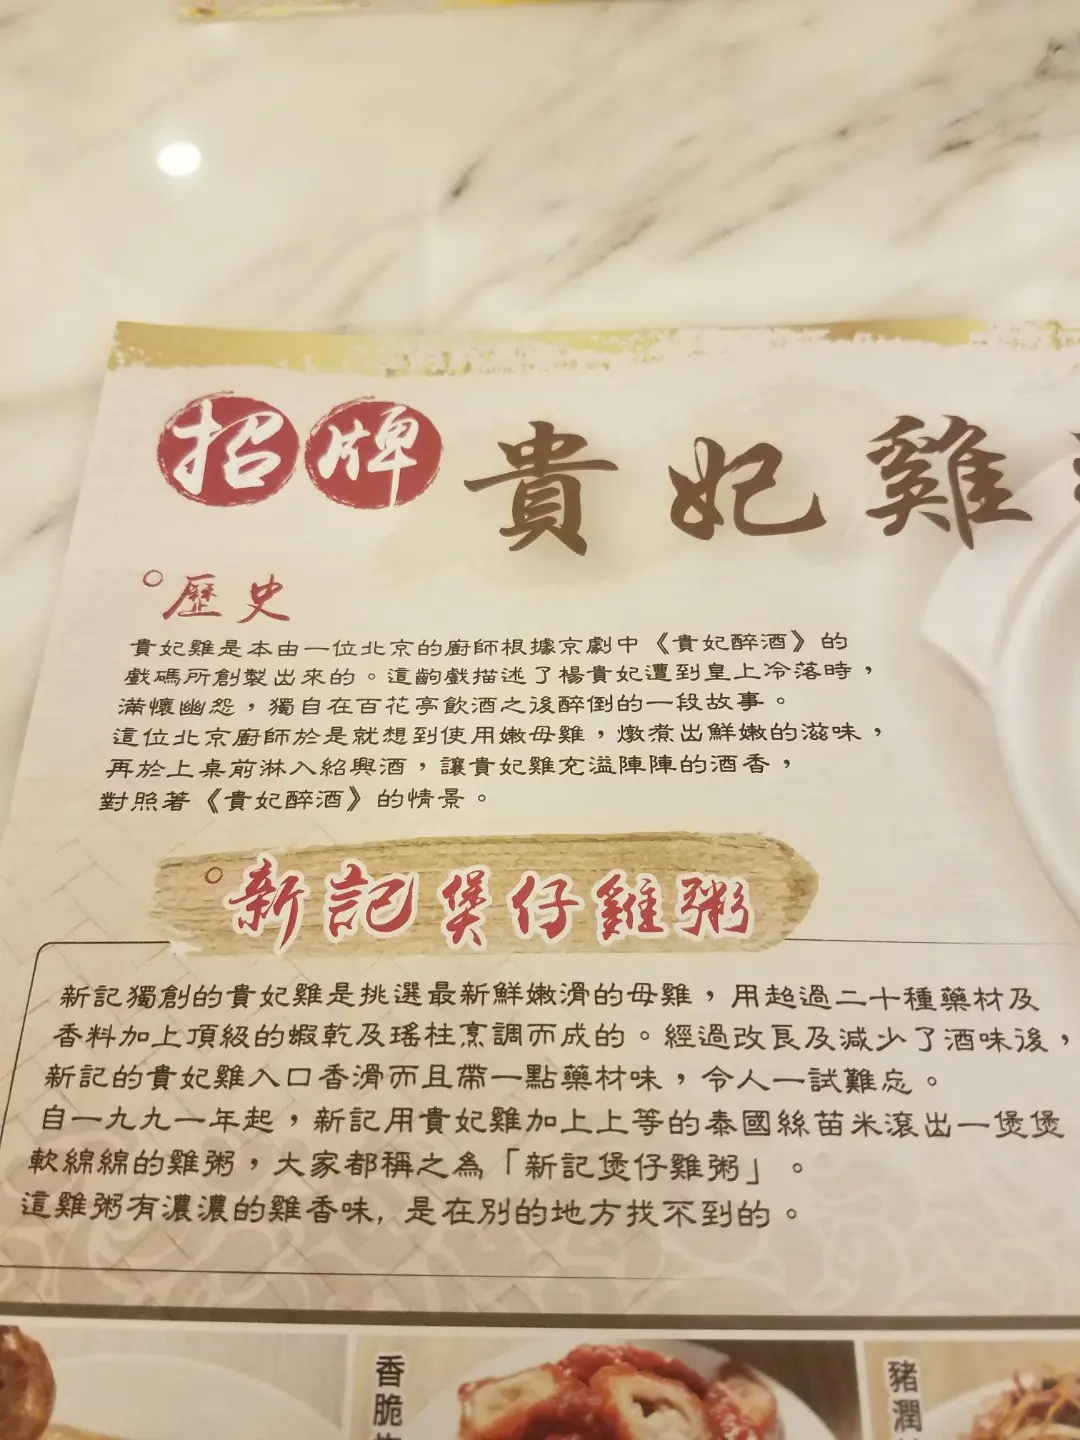 招牌 貴妃雞
歷史
貴妃雞是本由一位北京的廚師根據京劇中《貴妃醉酒》的
戲碼所創製出來的。這齣戲描述了楊貴妃遭到皇上冷落時，
滿懷幽怨，獨自在百花亭飲酒之後醉倒的一段故事。
這位北京廚師於是就想到使用嫩母雞，燉煮出鮮嫩的滋味，
再於上桌前淋入紹興酒，讓貴妃雞充溢陣陣的酒香，
對照著《貴妃醉酒》的情景。
新記煲仔雞粥
新記獨創的貴妃雞是挑選最新鮮嫩滑的母雞，用超過二十種藥材及
香料加上頂級的蝦乾及瑤柱烹調而成的。經過改良及減少了酒味後，
新記的貴妃雞入口香滑而且帶一點藥材味，令人一試難忘。
自一九九一年起，新記用貴妃雞加上上等的泰國絲苗米滾出一煲煲
軟綿綿的雞粥，大家都稱之為「新記煲仔雞粥」。
這雞粥有濃濃的雞香味, 是在別的地方找不到的。
香脆
豬潤